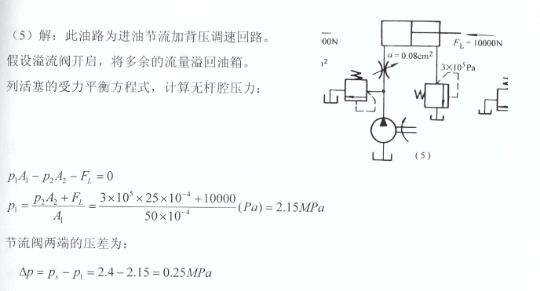 （5）解：此油路为进油节流加背压调速回路。
假设溢流阀开启，将多余的流量溢回油箱。
列活塞的受力平衡方程式，计算无杆腔压力：
00N
F_L = 10000N
a=0.08cm²
3×10⁵Pa
(5)
p₁A₁ − p₂A₂ − F_L = 0
p₁ = (p₂A₂ + F_L)/A₁ = (3×10⁵×25×10⁻⁴+10000)/(50×10⁻⁴) (Pa) = 2.15MPa
节流阀两端的压差为：
Δp = pₓ − p₁ = 2.4 − 2.15 = 0.25MPa